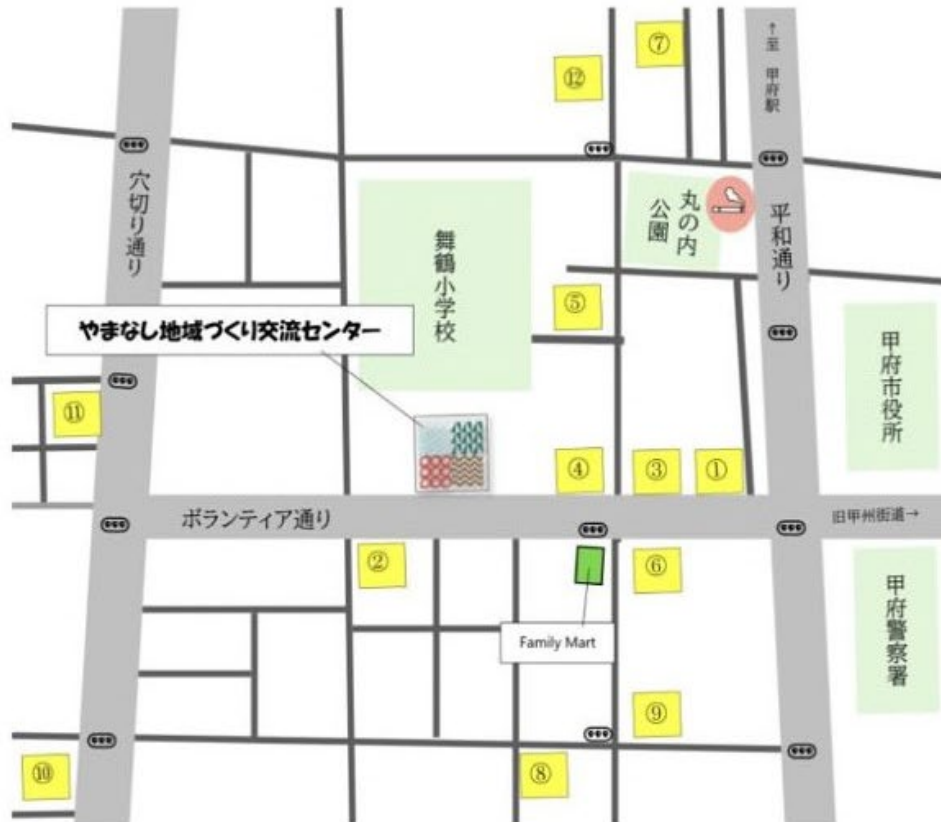 ⑦
⑫
↑至 甲府駅
穴切り通り
丸の内
公園
平和通り
舞鶴小学校
⑤
やまなし地域づくり交流センター
甲府市役所
⑪
④
③
①
ボランティア通り
旧甲州街道→
②
⑥
Family Mart
甲府警察署
⑨
⑩
⑧